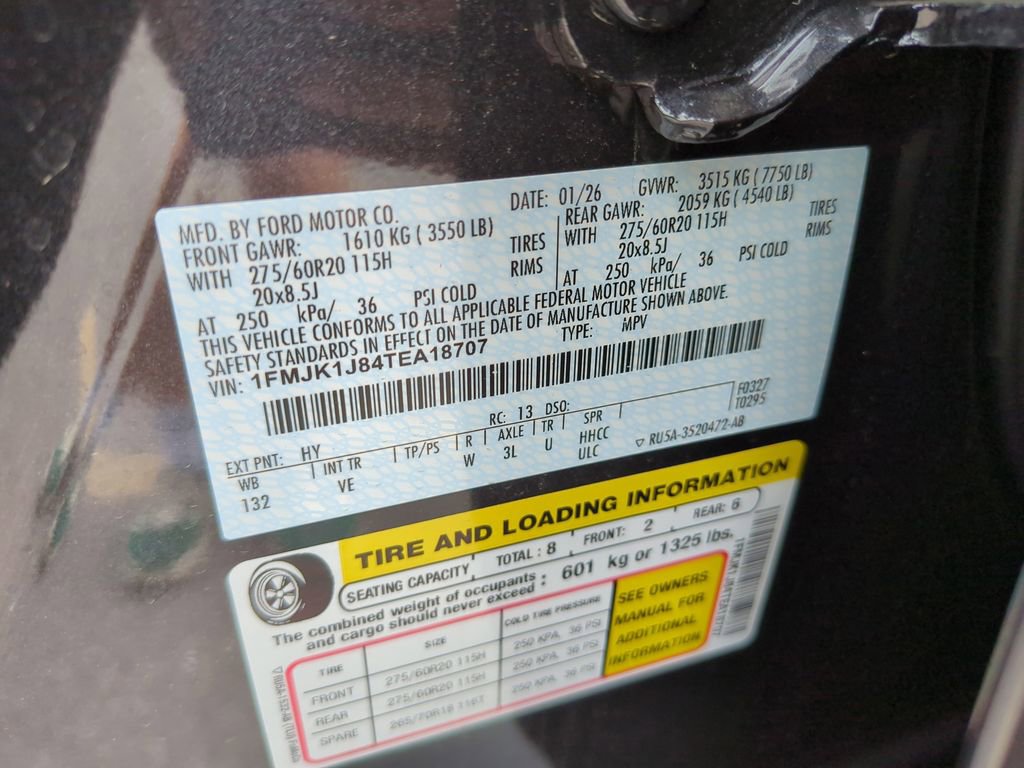 MFD. BY FORD MOTOR CO.
DATE: 01/26 GVWR: 3515 KG ( 7750 LB)
FRONT GAWR: 1610 KG ( 3550 LB)
REAR GAWR: 2059 KG ( 4540 LB)
WITH 275/60R20 115H TIRES
WITH 275/60R20 115H TIRES
20x8.5J RIMS
20x8.5J RIMS
AT 250 kPa/ 36 PSI COLD
AT 250 kPa/ 36 PSI COLD
THIS VEHICLE CONFORMS TO ALL APPLICABLE FEDERAL MOTOR VEHICLE
SAFETY STANDARDS IN EFFECT ON THE DATE OF MANUFACTURE SHOWN ABOVE.
VIN: 1FMJK1J84TEA18707 TYPE: MPV
EXT PNT: HY RC: 13 DSO: F0327
T0295
WB INT TR TP/PS R AXLE TR SPR
132 VE W 3L U HHCC
ULC
RU5A-3520472-AB
TIRE AND LOADING INFORMATION
SEATING CAPACITY TOTAL : 8 FRONT: 2 REAR: 6
The combined weight of occupants
and cargo should never exceed : 601 kg or 1325 lbs.
TIRE SIZE COLD TIRE PRESSURE
FRONT 275/60R20 115H 250 KPA, 36 PSI
REAR 275/60R20 115H 250 KPA, 36 PSI
SPARE 265/70R18 116T 250 KPA, 36 PSI
SEE OWNERS
MANUAL FOR
ADDITIONAL
INFORMATION